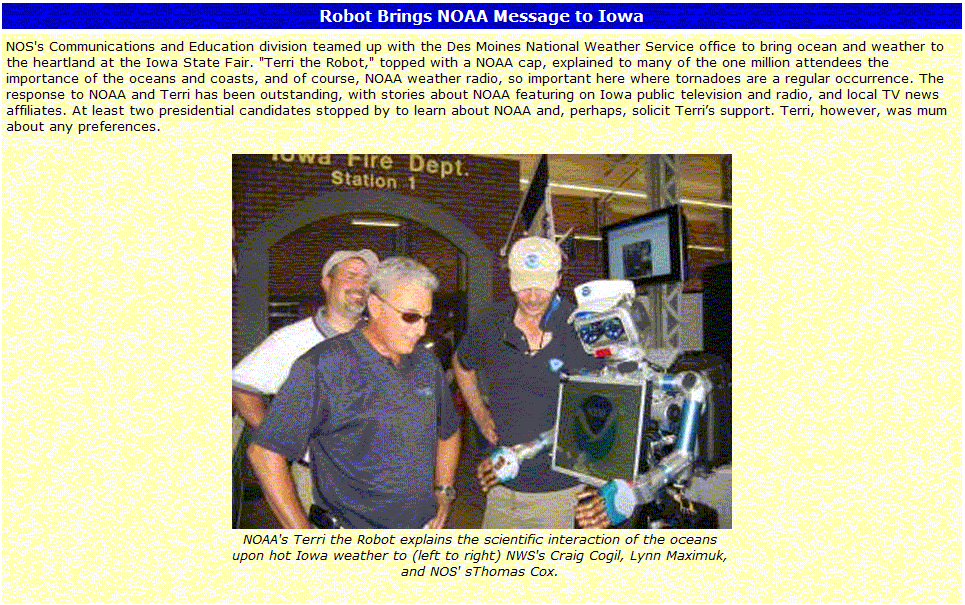 Robot Brings NOAA Message to Iowa
NOS's Communications and Education division teamed up with the Des Moines National Weather Service office to bring ocean and weather to
the heartland at the Iowa State Fair. "Terri the Robot," topped with a NOAA cap, explained to many of the one million attendees the
importance of the oceans and coasts, and of course, NOAA weather radio, so important here where tornadoes are a regular occurrence. The
response to NOAA and Terri has been outstanding, with stories about NOAA featuring on Iowa public television and radio, and local TV news
affiliates. At least two presidential candidates stopped by to learn about NOAA and, perhaps, solicit Terri’s support. Terri, however, was mum
about any preferences.
Iowa Fire Dept.
Station 1
NOAA's Terri the Robot explains the scientific interaction of the oceans
upon hot Iowa weather to (left to right) NWS's Craig Cogil, Lynn Maximuk,
and NOS' sThomas Cox.